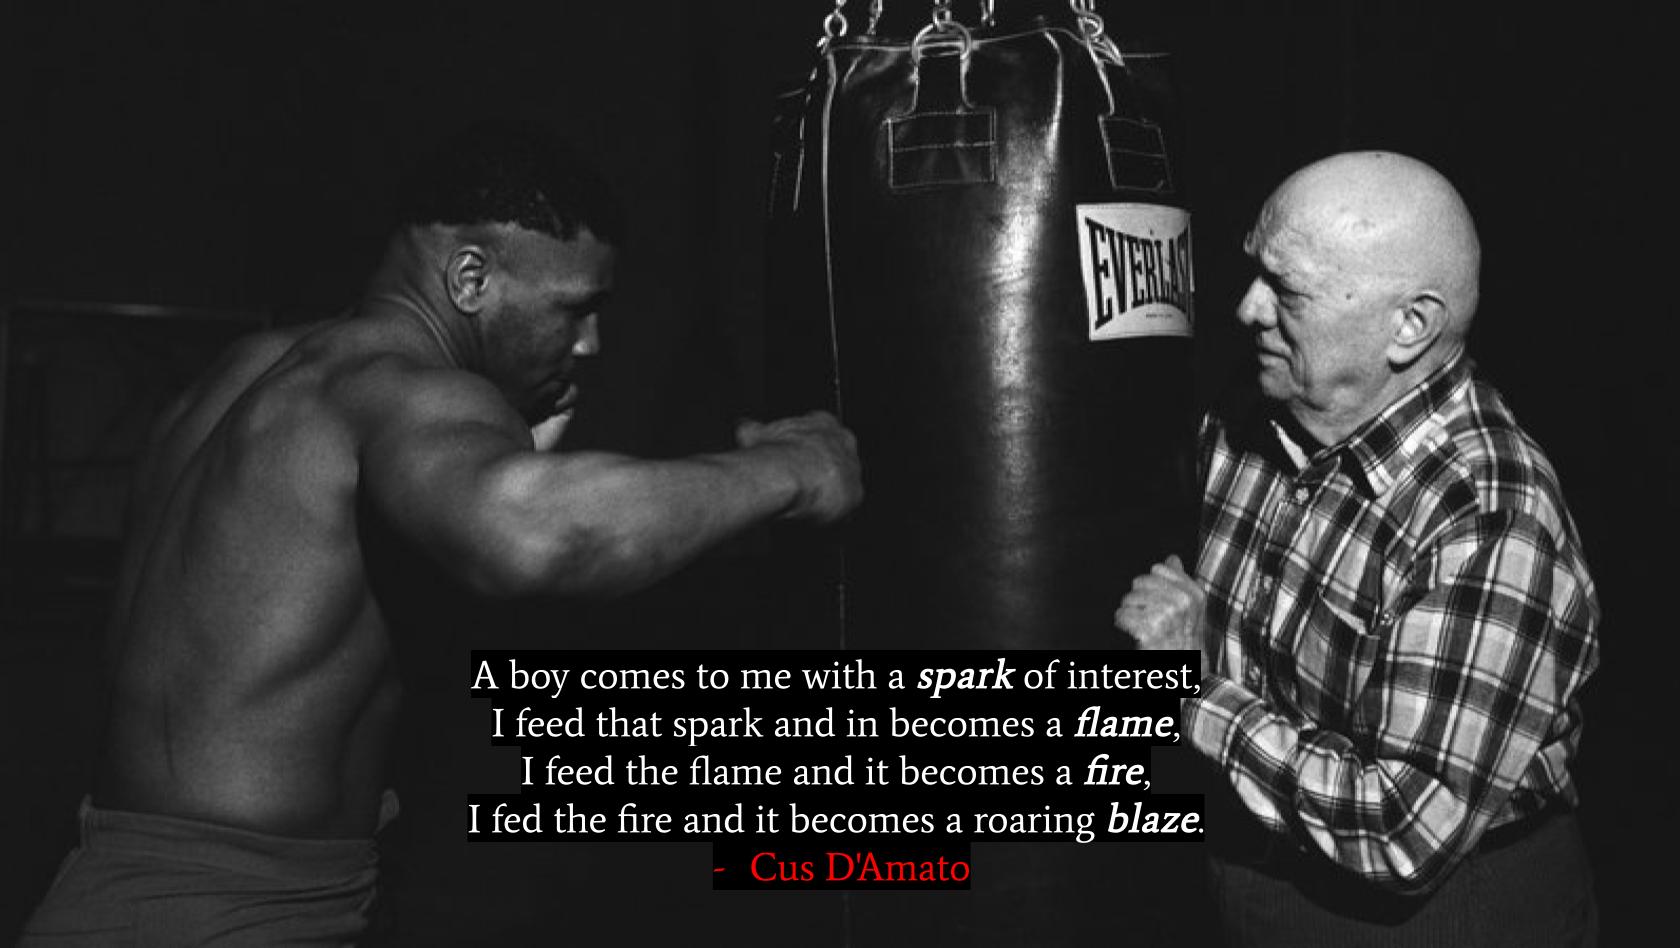 EVERLAST
A boy comes to me with a spark of interest,
I feed that spark and in becomes a flame,
I feed the flame and it becomes a fire,
I fed the fire and it becomes a roaring blaze.
- Cus D'Amato